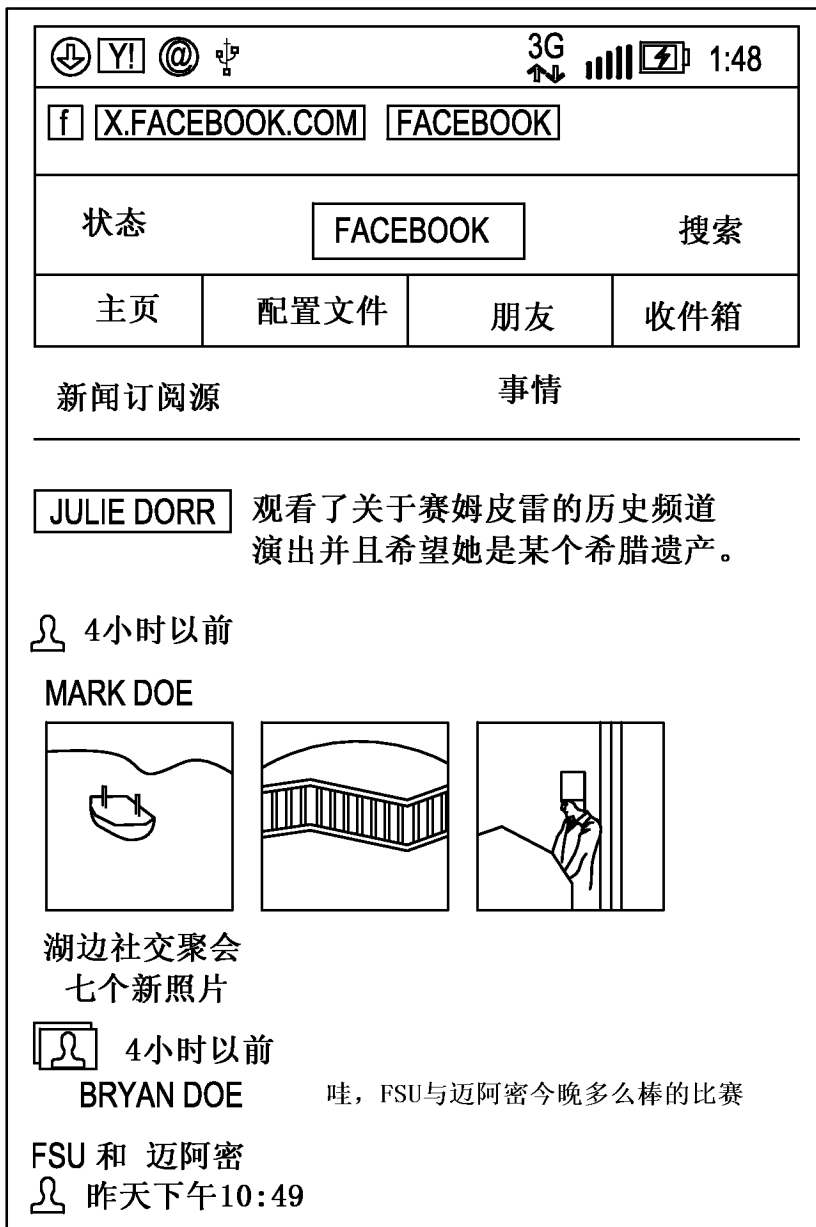 Y! @ 3G 1:48
f X.FACEBOOK.COM FACEBOOK
状态 FACEBOOK 搜索
主页 配置文件 朋友 收件箱
新闻订阅源 事情
JULIE DORR 观看了关于赛姆皮雷的历史频道
演出并且希望她是某个希腊遗产。
4小时以前
MARK DOE
湖边社交聚会
七个新照片
4小时以前
BRYAN DOE 哇，FSU与迈阿密今晚多么棒的比赛
FSU 和 迈阿密
昨天下午10:49